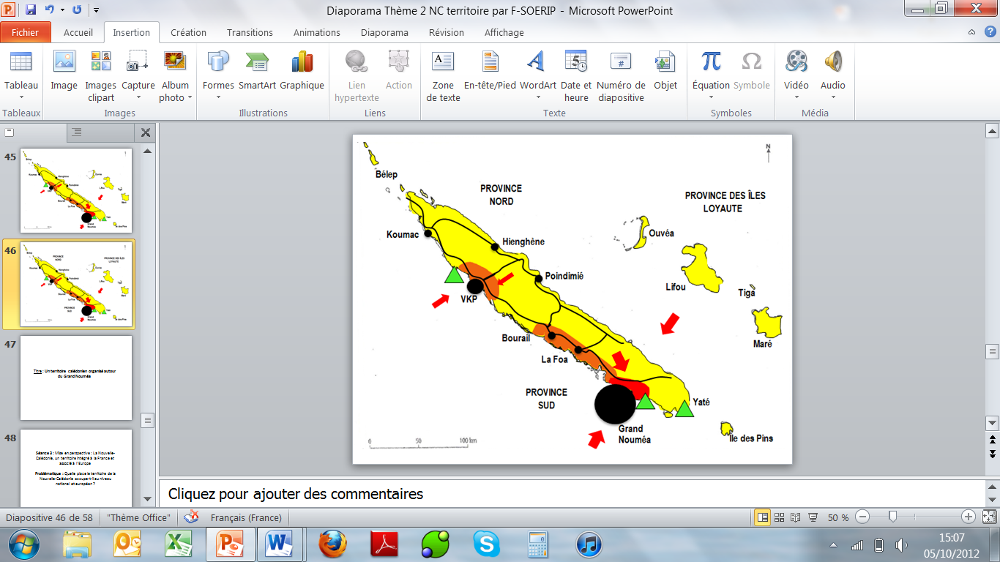 Diaporama Thème 2 NC territoire par F-SOERIP - Microsoft PowerPoint
Fichier Accueil Insertion Création Transitions Animations Diaporama Révision Affichage
Tableau
Image
Images clipart
Capture
Album photo
Formes
SmartArt
Graphique
Lien hypertexte
Action
Zone de texte
En-tête/Pied
WordArt
Date et heure
Numéro de diapositive
Objet
Équation
Symbole
Vidéo
Audio
Tableaux Images Illustrations Liens Texte Symboles Média
45
46
47
Titre : Un territoire calédonien organisé autour
du Grand Nouméa
48
Séance 3 : Mise en perspective : La Nouvelle-
Calédonie, un territoire intégré à la France et
associé à l'Europe
Problématique : Quelle place le territoire de la
Nouvelle-Calédonie occupe-t-il au niveau
national et européen ?
N
Bélep
PROVINCE
NORD
PROVINCE DES ÎLES
LOYAUTE
Koumac
Hienghène
Ouvéa
Poindimié
Lifou
Tiga
VKP
Bourail
Maré
La Foa
PROVINCE
SUD
Yaté
Grand
Nouméa
Ile des Pins
0 50 100 km
Cliquez pour ajouter des commentaires
Diapositive 46 de 58 "Thème Office" Français (France) 50 %
15:07
05/10/2012